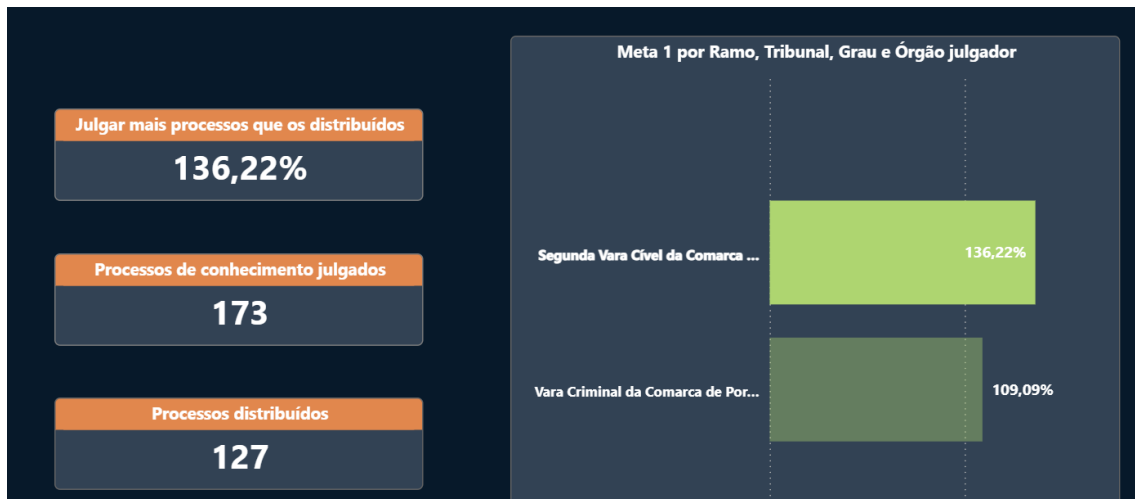 Meta 1 por Ramo, Tribunal, Grau e Órgão julgador
Julgar mais processos que os distribuídos
136,22%
Processos de conhecimento julgados
173
Processos distribuídos
127
Segunda Vara Cível da Comarca ...
136,22%
Vara Criminal da Comarca de Por...
109,09%